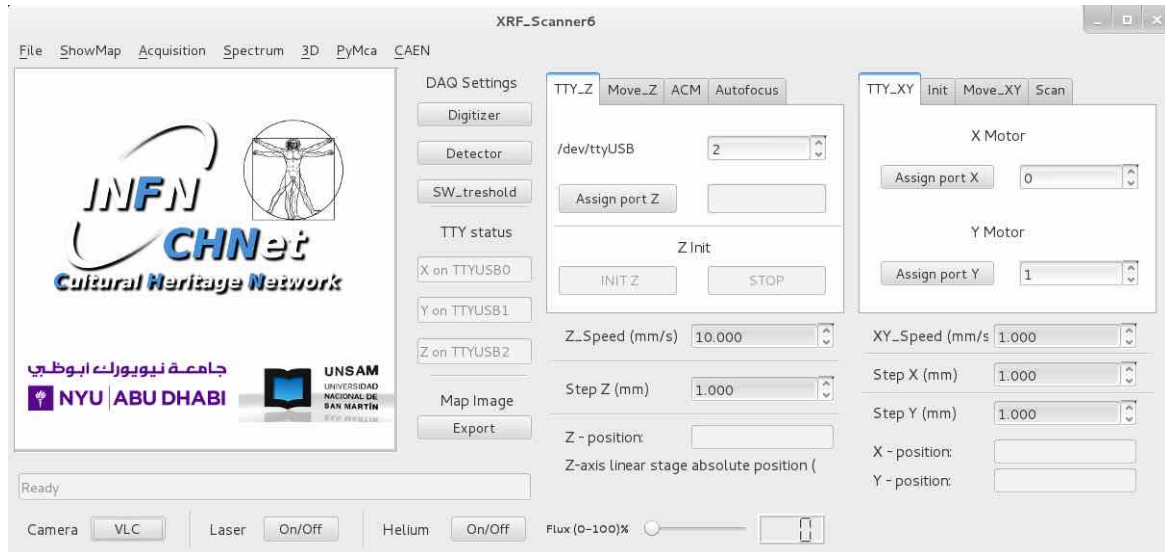 XRF_Scanner6
File ShowMap Acquisition Spectrum 3D PyMca CAEN
INFN
CHNet
Cultural Heritage Network
جامعـة نيويورك أبوظـبي
NYU ABU DHABI
UNSAM
UNIVERSIDAD
NACIONAL DE
SAN MARTÍN
DAQ Settings
Digitizer
Detector
SW_treshold
TTY status
X on TTYUSB0
Y on TTYUSB1
Z on TTYUSB2
Map Image
Export
TTY_Z Move_Z ACM Autofocus
/dev/ttyUSB 2
Assign port Z
Z Init
INIT Z STOP
Z_Speed (mm/s) 10.000
Step Z (mm) 1.000
Z - position:
Z-axis linear stage absolute position (
TTY_XY Init Move_XY Scan
X Motor
Assign port X 0
Y Motor
Assign port Y 1
XY_Speed (mm/s 1.000
Step X (mm) 1.000
Step Y (mm) 1.000
X - position:
Y - position:
Ready
Camera VLC Laser On/Off Helium On/Off Flux (0-100)% 0